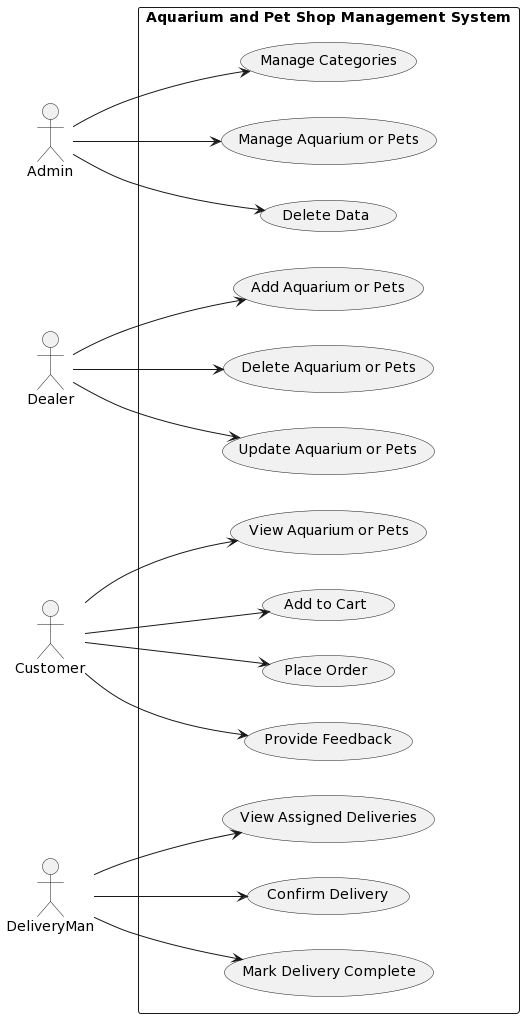 Aquarium and Pet Shop Management System
Manage Categories
Manage Aquarium or Pets
Admin
Delete Data
Add Aquarium or Pets
Delete Aquarium or Pets
Dealer
Update Aquarium or Pets
View Aquarium or Pets
Add to Cart
Customer
Place Order
Provide Feedback
View Assigned Deliveries
Confirm Delivery
DeliveryMan
Mark Delivery Complete